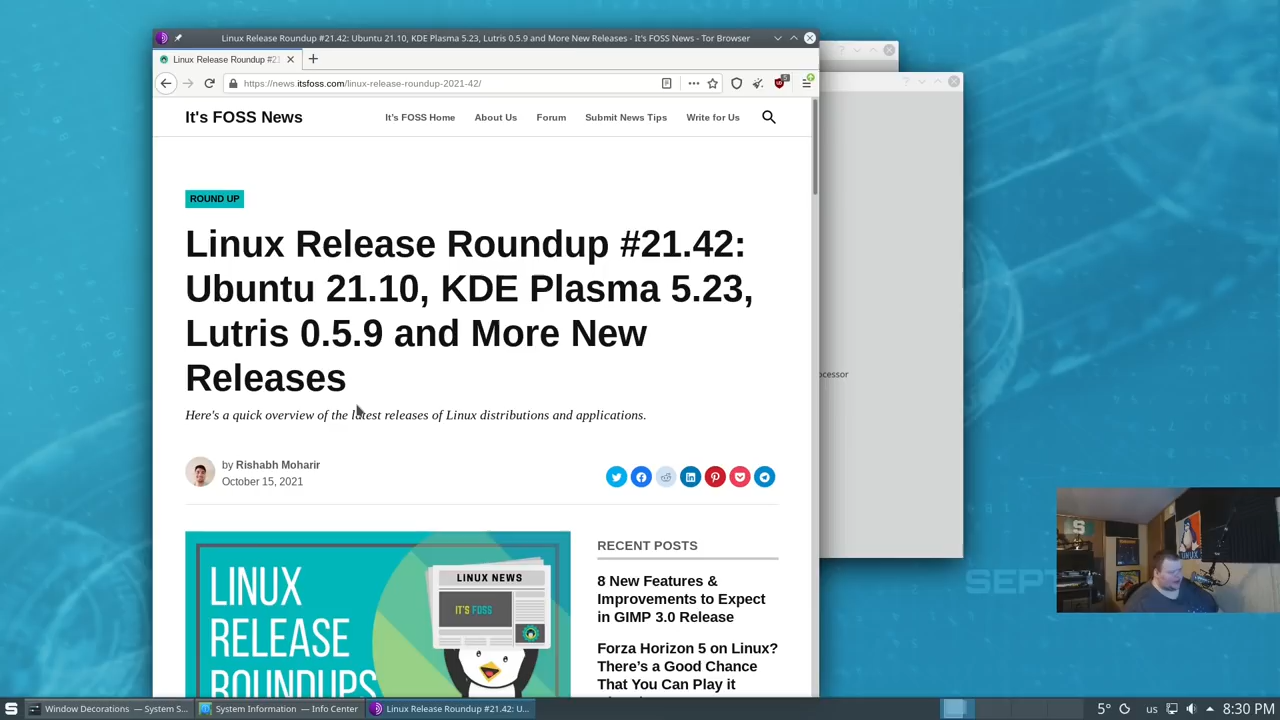 Linux Release Roundup #21.42: Ubuntu 21.10, KDE Plasma 5.23, Lutris 0.5.9 and More New Releases - It's FOSS News - Tor Browser
Linux Release Roundup #21
https://news.itsfoss.com/linux-release-roundup-2021-42/
It's FOSS News
It's FOSS Home
About Us
Forum
Submit News Tips
Write for Us
ROUND UP
Linux Release Roundup #21.42:
Ubuntu 21.10, KDE Plasma 5.23,
Lutris 0.5.9 and More New
Releases
Here's a quick overview of the latest releases of Linux distributions and applications.
by Rishabh Moharir
October 15, 2021
ocessor
LINUX
RELEASE
ROUNDUPS
LINUX NEWS
IT'S FOSS
RECENT POSTS
8 New Features &
Improvements to Expect
in GIMP 3.0 Release
Forza Horizon 5 on Linux?
There's a Good Chance
That You Can Play it
SEPT
S
Window Decorations — System S...
System Information — Info Center
Linux Release Roundup #21.42: U...
5°
us
8:30 PM